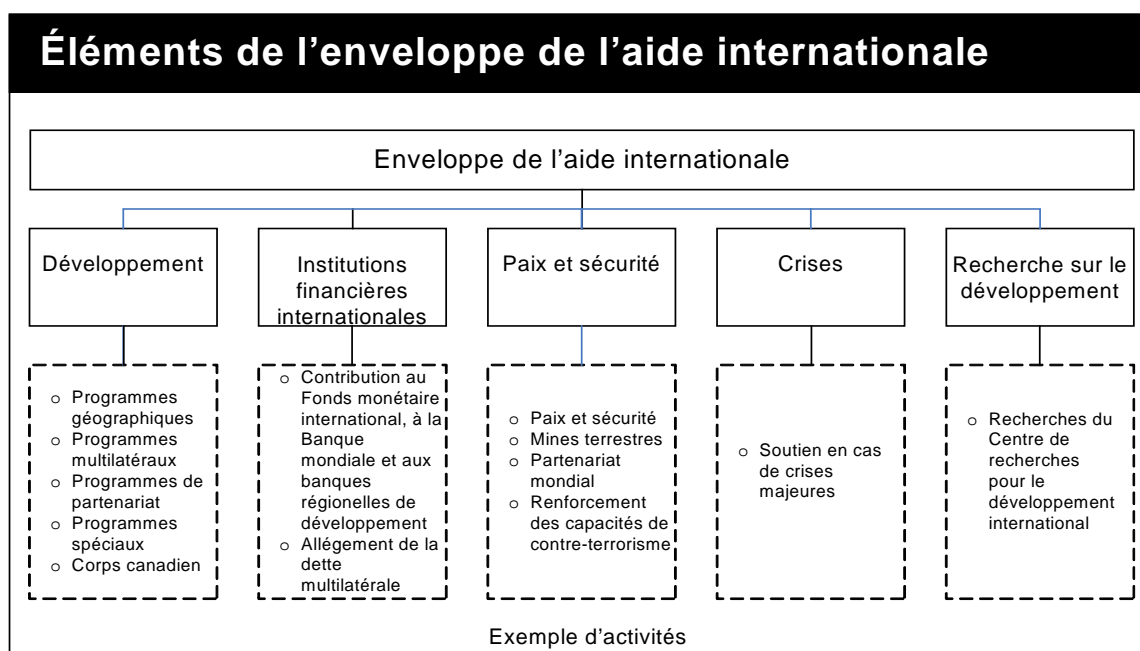 Éléments de l’enveloppe de l’aide internationale
Enveloppe de l’aide internationale
Développement
Institutions
financières
internationales
Paix et sécurité
Crises
Recherche sur le
développement
o Programmes
géographiques
o Programmes
multilatéraux
o Programmes de
partenariat
o Programmes
spéciaux
o Corps canadien
o Contribution au
Fonds monétaire
international, à la
Banque
mondiale et aux
banques
régionelles de
développement
o Allégement de la
dette
multilatérale
o Paix et sécurité
o Mines terrestres
o Partenariat
mondial
o Renforcement
des capacités de
contre-terrorisme
o Soutien en cas
de crises
majeures
o Recherches du
Centre de
recherches
pour le
développement
international
Exemple d’activités